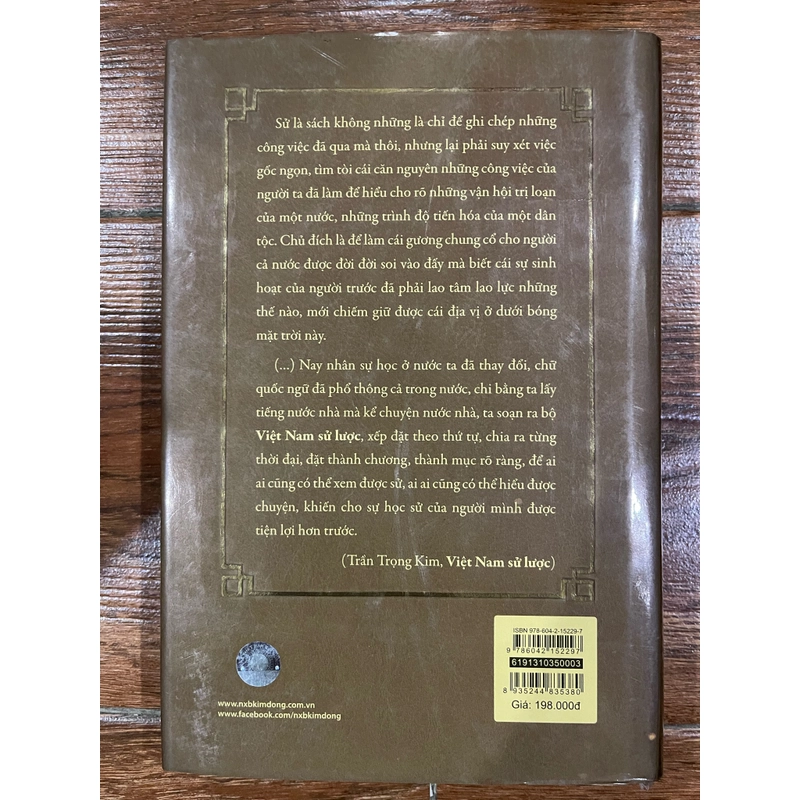 Sử là sách không những là chỉ để ghi chép những
công việc đã qua mà thôi, nhưng lại phải suy xét việc
gốc ngọn, tìm tòi cái căn nguyên những công việc của
người ta đã làm để hiểu cho rõ những vận hội trị loạn
của một nước, những trình độ tiến hóa của một dân
tộc. Chủ đích là để làm cái gương chung cổ cho người
cả nước được đời đời soi vào đấy mà biết cái sự sinh
hoạt của người trước đã phải lao tâm lao lực những
thế nào, mới chiếm giữ được cái địa vị ở dưới bóng
mặt trời này.
(...) Nay nhân sự học ở nước ta đã thay đổi, chữ
quốc ngữ đã phổ thông cả trong nước, chi bằng ta lấy
tiếng nước nhà mà kể chuyện nước nhà, ta soạn ra bộ
Việt Nam sử lược, xếp đặt theo thứ tự, chia ra từng
thời đại, đặt thành chương, thành mục rõ ràng, để ai
ai cũng có thể xem được sử, ai ai cũng có thể hiểu được
chuyện, khiến cho sự học sử của người mình được
tiện lợi hơn trước.
(Trần Trọng Kim, Việt Nam sử lược)
ISBN 978-604-2-15229-7
9 786042 152297
6191310350003
8 935244 835380
Giá: 198.000đ
www.nxbkimdong.com.vn
www.facebook.com/nxbkimdong